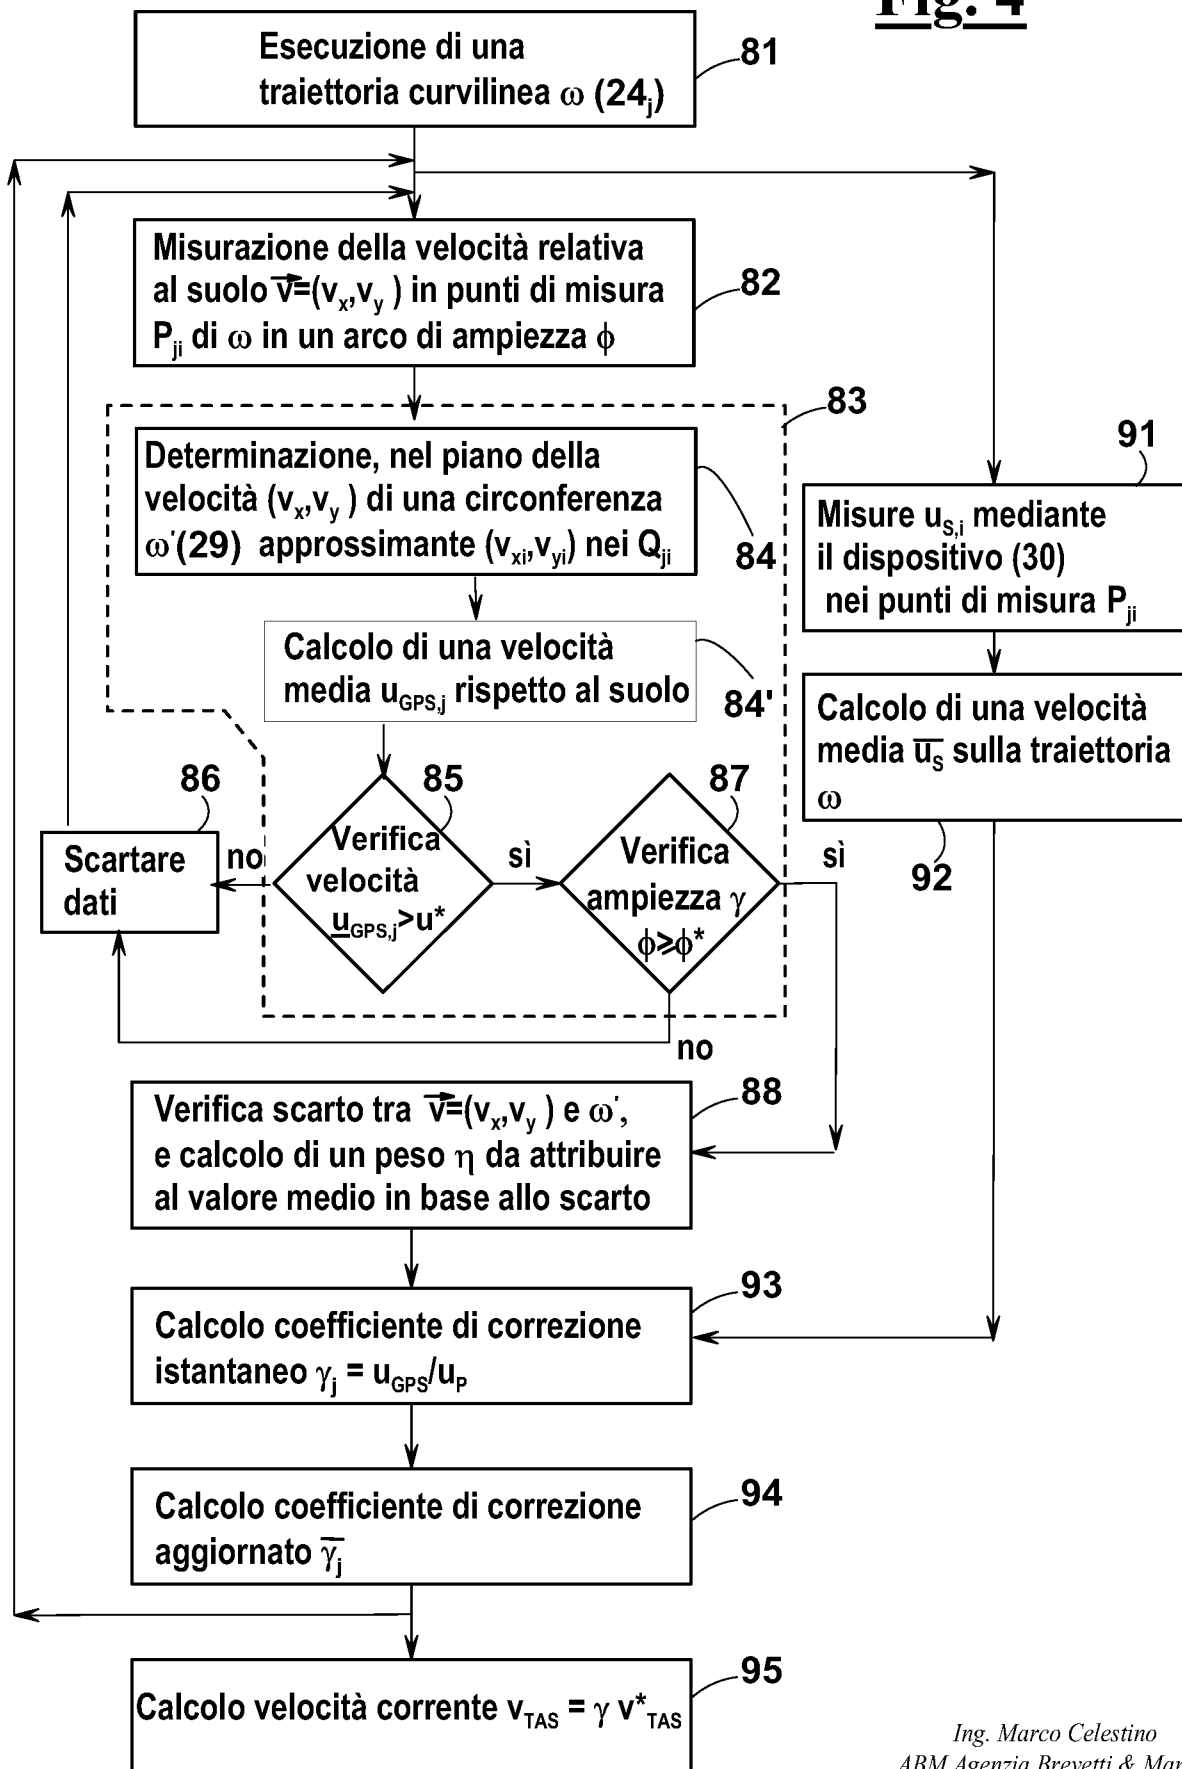 Fig. 4
Esecuzione di una
traiettoria curvilinea ω (24j)
81
Misurazione della velocità relativa
al suolo v⃗=(vx,vy ) in punti di misura
Pji di ω in un arco di ampiezza ϕ
82
83
Determinazione, nel piano della
velocità (vx,vy ) di una circonferenza
ω'(29) approssimante (vxi,vyi) nei Qji
84
91
Misure uS,i mediante
il dispositivo (30)
nei punti di misura Pji
Calcolo di una velocità
media uGPS,j rispetto al suolo
84'
Calcolo di una velocità
media u̅S sulla traiettoria
ω
92
86
Scartare
dati
no
85
Verifica
velocità
uGPS,j>u*
sì
87
Verifica
ampiezza γ
ϕ≥ϕ*
sì
no
Verifica scarto tra v⃗=(vx,vy ) e ω',
e calcolo di un peso η da attribuire
al valore medio in base allo scarto
88
Calcolo coefficiente di correzione
istantaneo γj = uGPS/uP
93
Calcolo coefficiente di correzione
aggiornato γ̅j
94
Calcolo velocità corrente vTAS = γ v*TAS
95
Ing. Marco Celestino
ABM Agenzia Brevetti &